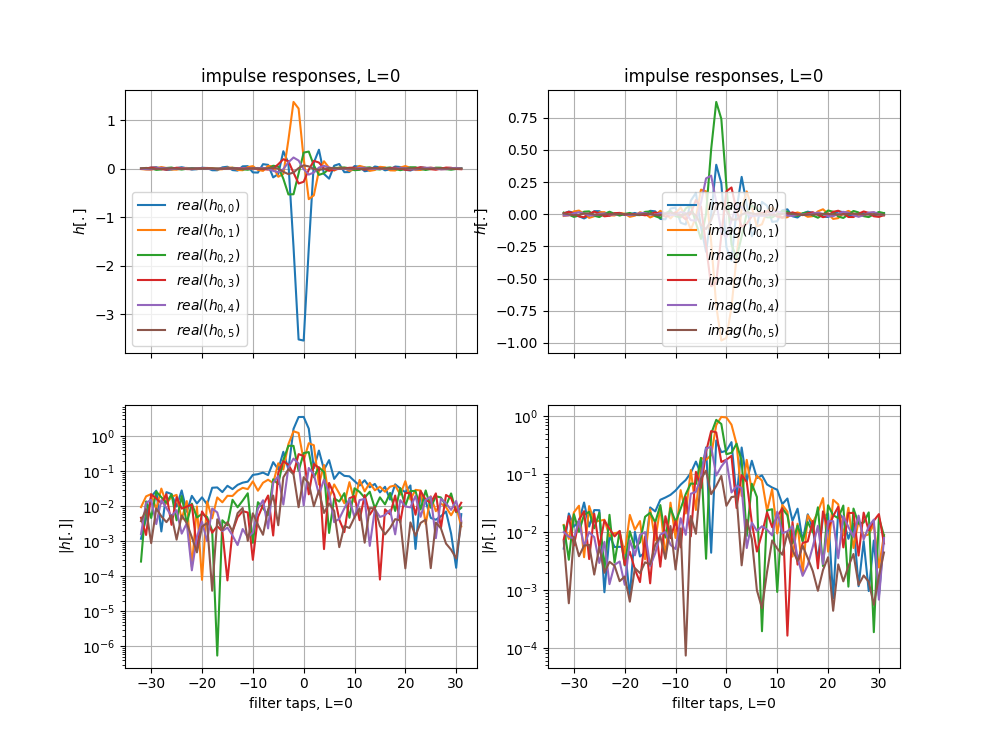 impulse responses, L=0
1
0
−1
−2
−3
h[.]
real(h0,0)
real(h0,1)
real(h0,2)
real(h0,3)
real(h0,4)
real(h0,5)
impulse responses, L=0
0.75
0.50
0.25
0.00
−0.25
−0.50
−0.75
−1.00
h[.]
imag(h0,0)
imag(h0,1)
imag(h0,2)
imag(h0,3)
imag(h0,4)
imag(h0,5)
10^0
10^−1
10^−2
10^−3
10^−4
10^−5
10^−6
|h[.]|
−30 −20 −10 0 10 20 30
filter taps, L=0
10^0
10^−1
10^−2
10^−3
10^−4
|h[.]|
−30 −20 −10 0 10 20 30
filter taps, L=0